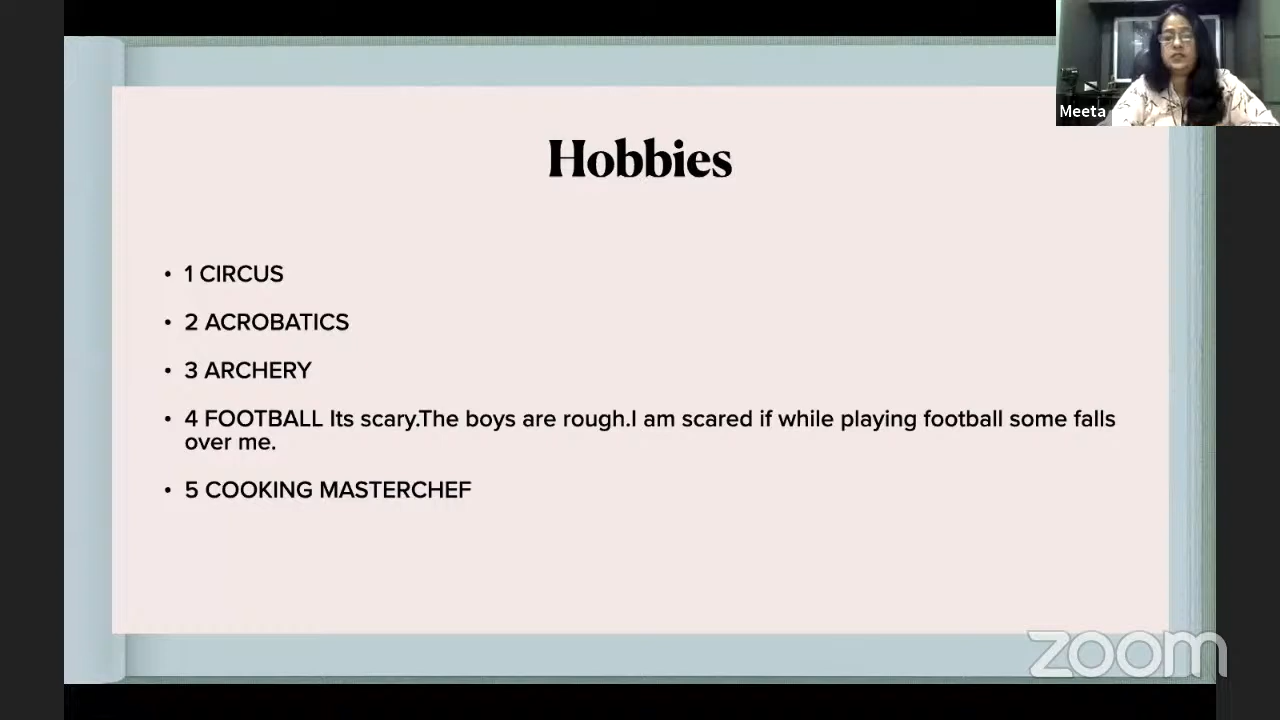 Meeta
Hobbies
• 1 CIRCUS
• 2 ACROBATICS
• 3 ARCHERY
• 4 FOOTBALL Its scary.The boys are rough.I am scared if while playing football some falls
over me.
• 5 COOKING MASTERCHEF
zoom